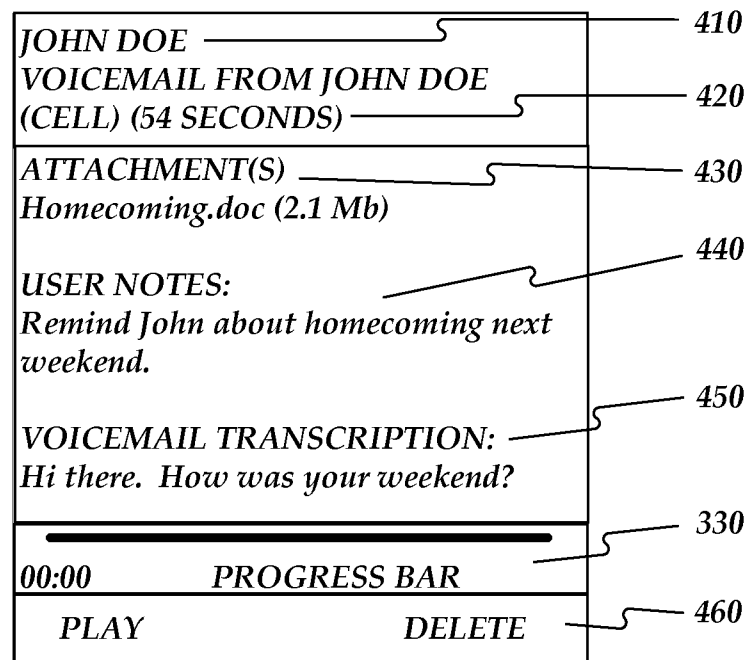 JOHN DOE 410
VOICEMAIL FROM JOHN DOE
(CELL) (54 SECONDS) 420
ATTACHMENT(S) 430
Homecoming.doc (2.1 Mb)
440
USER NOTES:
Remind John about homecoming next
weekend.
450
VOICEMAIL TRANSCRIPTION:
Hi there. How was your weekend?
330
00:00 PROGRESS BAR
PLAY DELETE 460